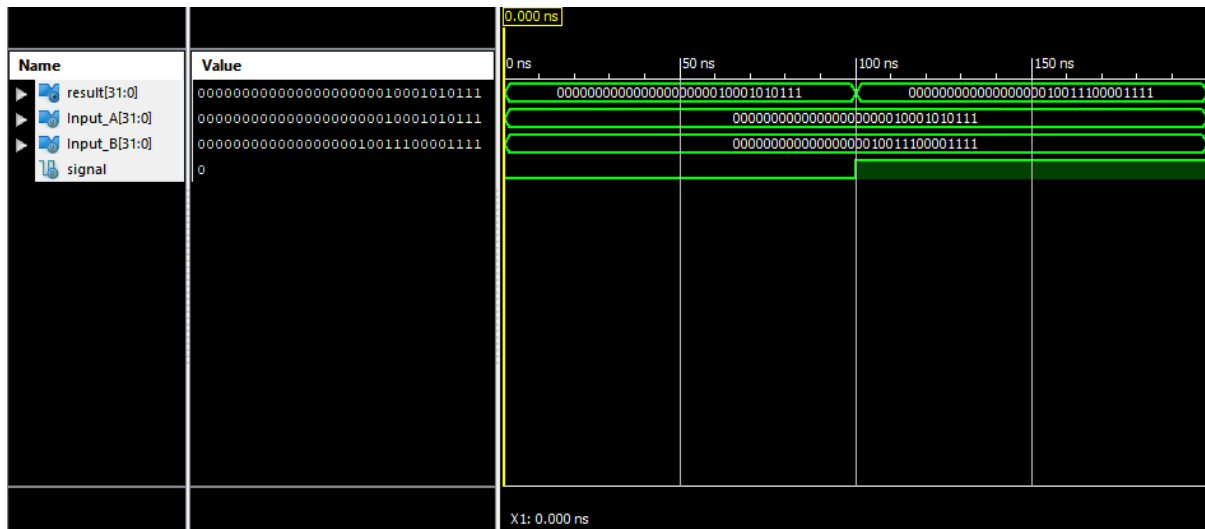 0.000 ns
Name Value 0 ns 50 ns 100 ns 150 ns
result[31:0] 00000000000000000000010001010111 00000000000000000000010001010111 00000000000000000010011100001111
Input_A[31:0] 00000000000000000000010001010111 00000000000000000000010001010111
Input_B[31:0] 00000000000000000010011100001111 00000000000000000010011100001111
signal 0
X1: 0.000 ns